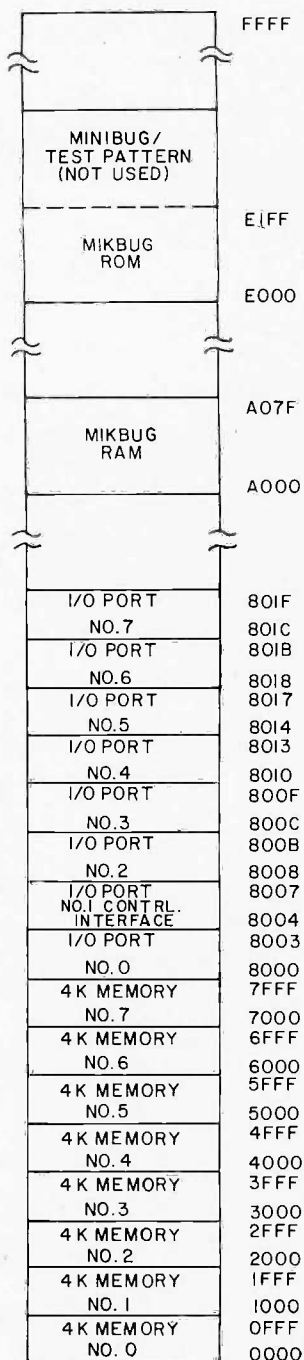 FFFF
MINIBUG/
TEST PATTERN
(NOT USED)
E1FF
MIKBUG
ROM
E000
A07F
MIKBUG
RAM
A000
I/O PORT 801F
NO.7 801C
I/O PORT 801B
NO.6 8018
I/O PORT 8017
NO.5 8014
I/O PORT 8013
NO.4 8010
I/O PORT 800F
NO.3 800C
I/O PORT 800B
NO.2 8008
I/O PORT 8007
NO.1 CONTRL.
INTERFACE 8004
I/O PORT 8003
NO.0 8000
4K MEMORY 7FFF
NO.7 7000
4K MEMORY 6FFF
NO.6 6000
4K MEMORY 5FFF
NO.5 5000
4K MEMORY 4FFF
NO.4 4000
4K MEMORY 3FFF
NO.3 3000
4K MEMORY 2FFF
NO.2 2000
4K MEMORY 1FFF
NO.1 1000
4K MEMORY 0FFF
NO.0 0000